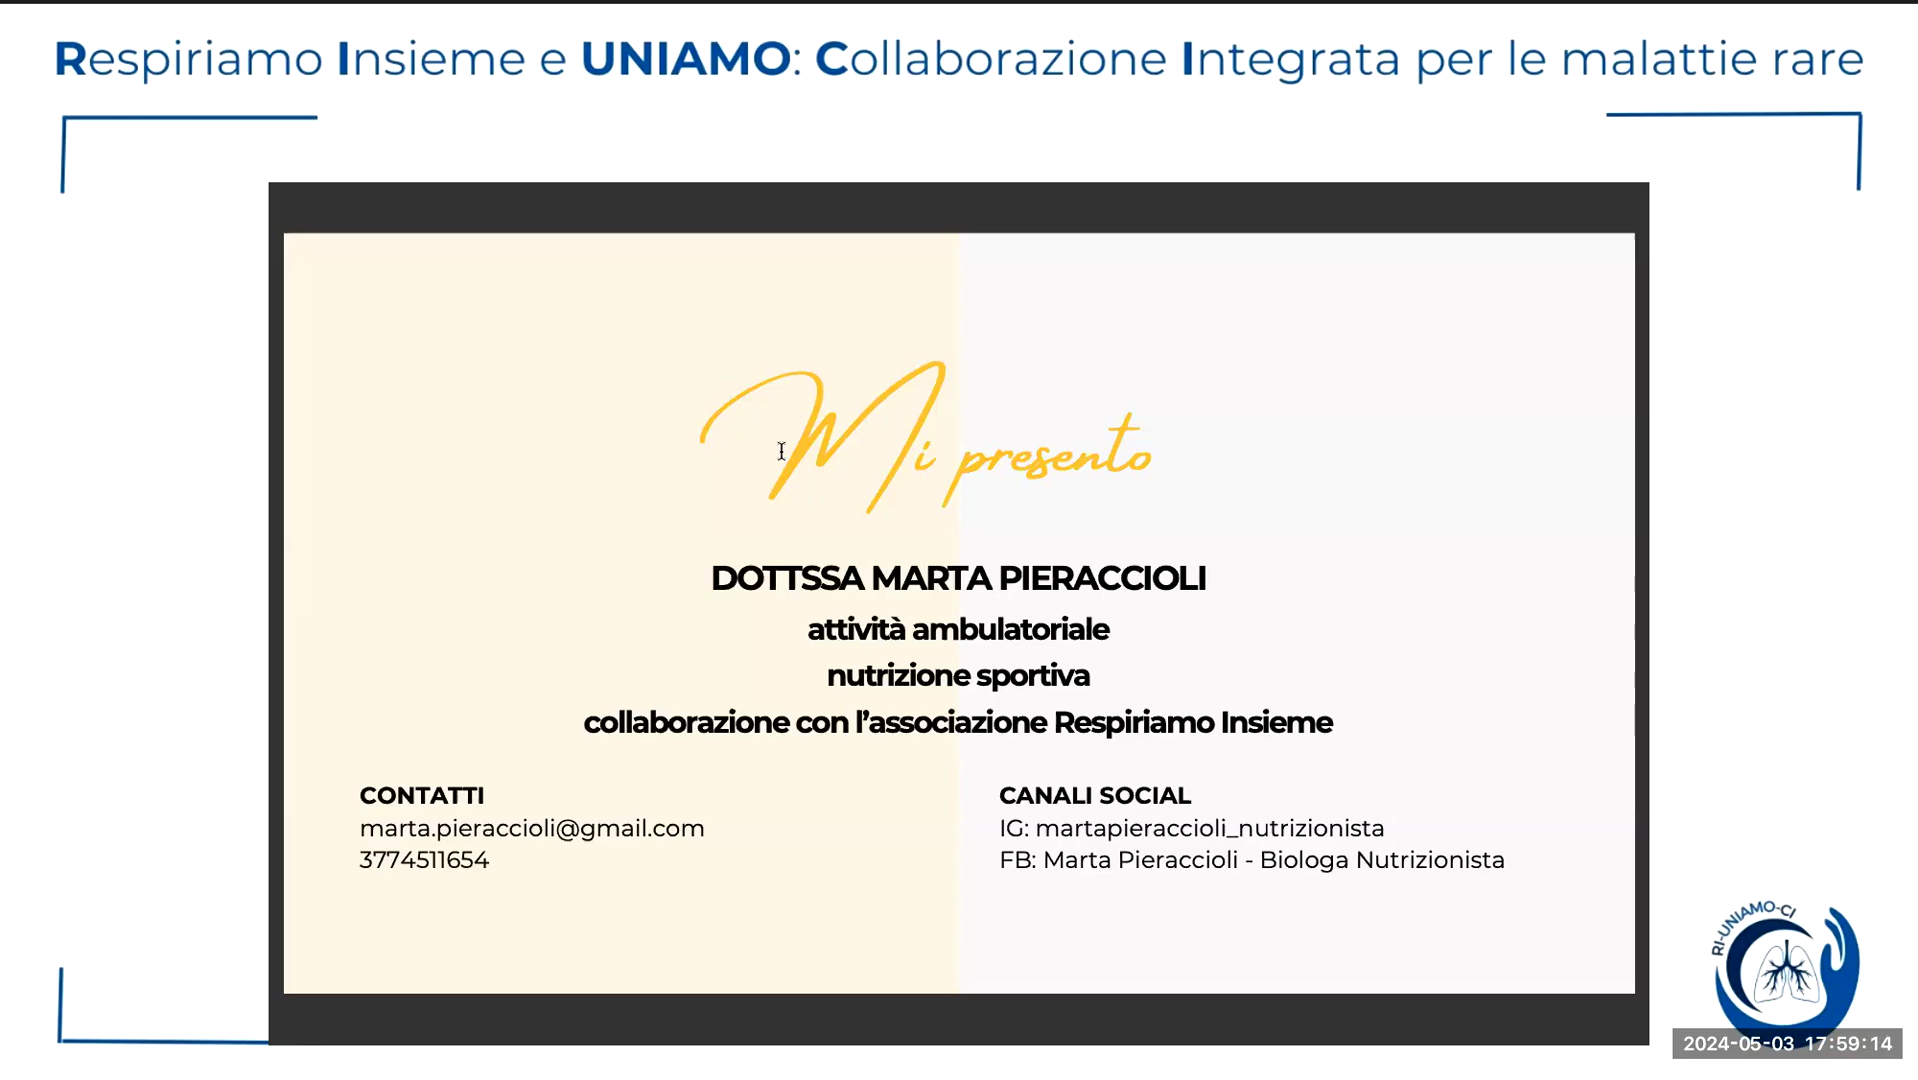 Respiriamo Insieme e UNIAMO: Collaborazione Integrata per le malattie rare
Mi presento
DOTTSSA MARTA PIERACCIOLI
attività ambulatoriale
nutrizione sportiva
collaborazione con l’associazione Respiriamo Insieme
CONTATTI
marta.pieraccioli@gmail.com
3774511654
CANALI SOCIAL
IG: martapieraccioli_nutrizionista
FB: Marta Pieraccioli - Biologa Nutrizionista
RI-UNIAMO-CI
2024-05-03 17:59:14